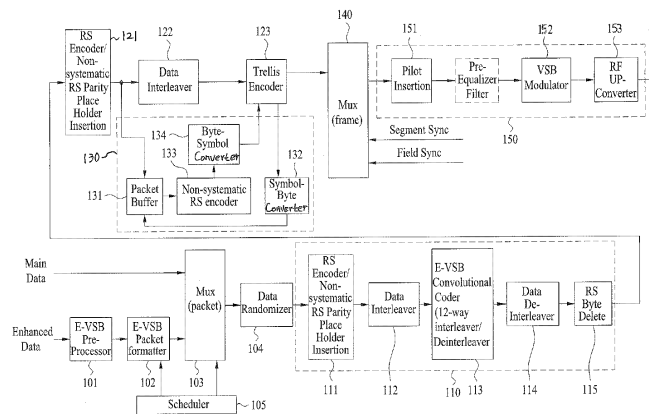 RS
Encoder/
Non-
systematic
RS Parity
Place
Holder
Insertion
121
122
Data
Interleaver
123
Trellis
Encoder
140
Mux
(frame)
151
Pilot
Insertion
Pre-
Equalizer
Filter
152
VSB
Modulator
153
RF
UP-
Converter
150
Segment Sync
Field Sync
130
134
Byte-
Symbol
Converter
133
131
Packet
Buffer
Non-systematic
RS encoder
132
Symbol-
Byte
Converter
Main
Data
Enhanced
Data
E-VSB
Pre-
Processor
101
E-VSB
Packet
formatter
102
Mux
(packet)
103
Scheduler
105
Data
Randomizer
104
RS
Encoder/
Non-
systematic
RS Parity
Place
Holder
Insertion
111
Data
Interleaver
112
E-VSB
Convolutional
Coder
(12-way
interleaver/
Deinterleaver
110
113
Data
De-
Interleaver
114
RS
Byte
Delete
115